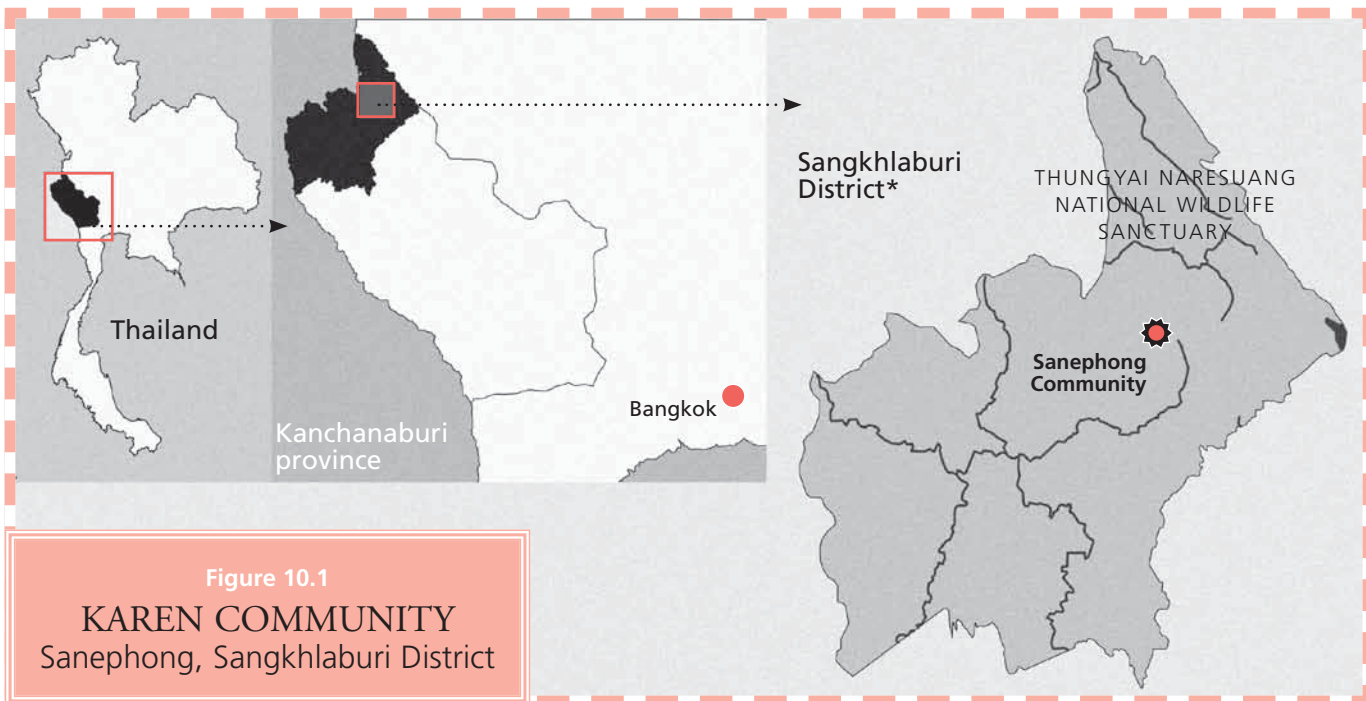 Thailand
Kanchanaburi
province
Bangkok
Sangkhlaburi
District*
THUNGYAI NARESUANG
NATIONAL WILDLIFE
SANCTUARY
Sanephong
Community
Figure 10.1
KAREN COMMUNITY
Sanephong, Sangkhlaburi District